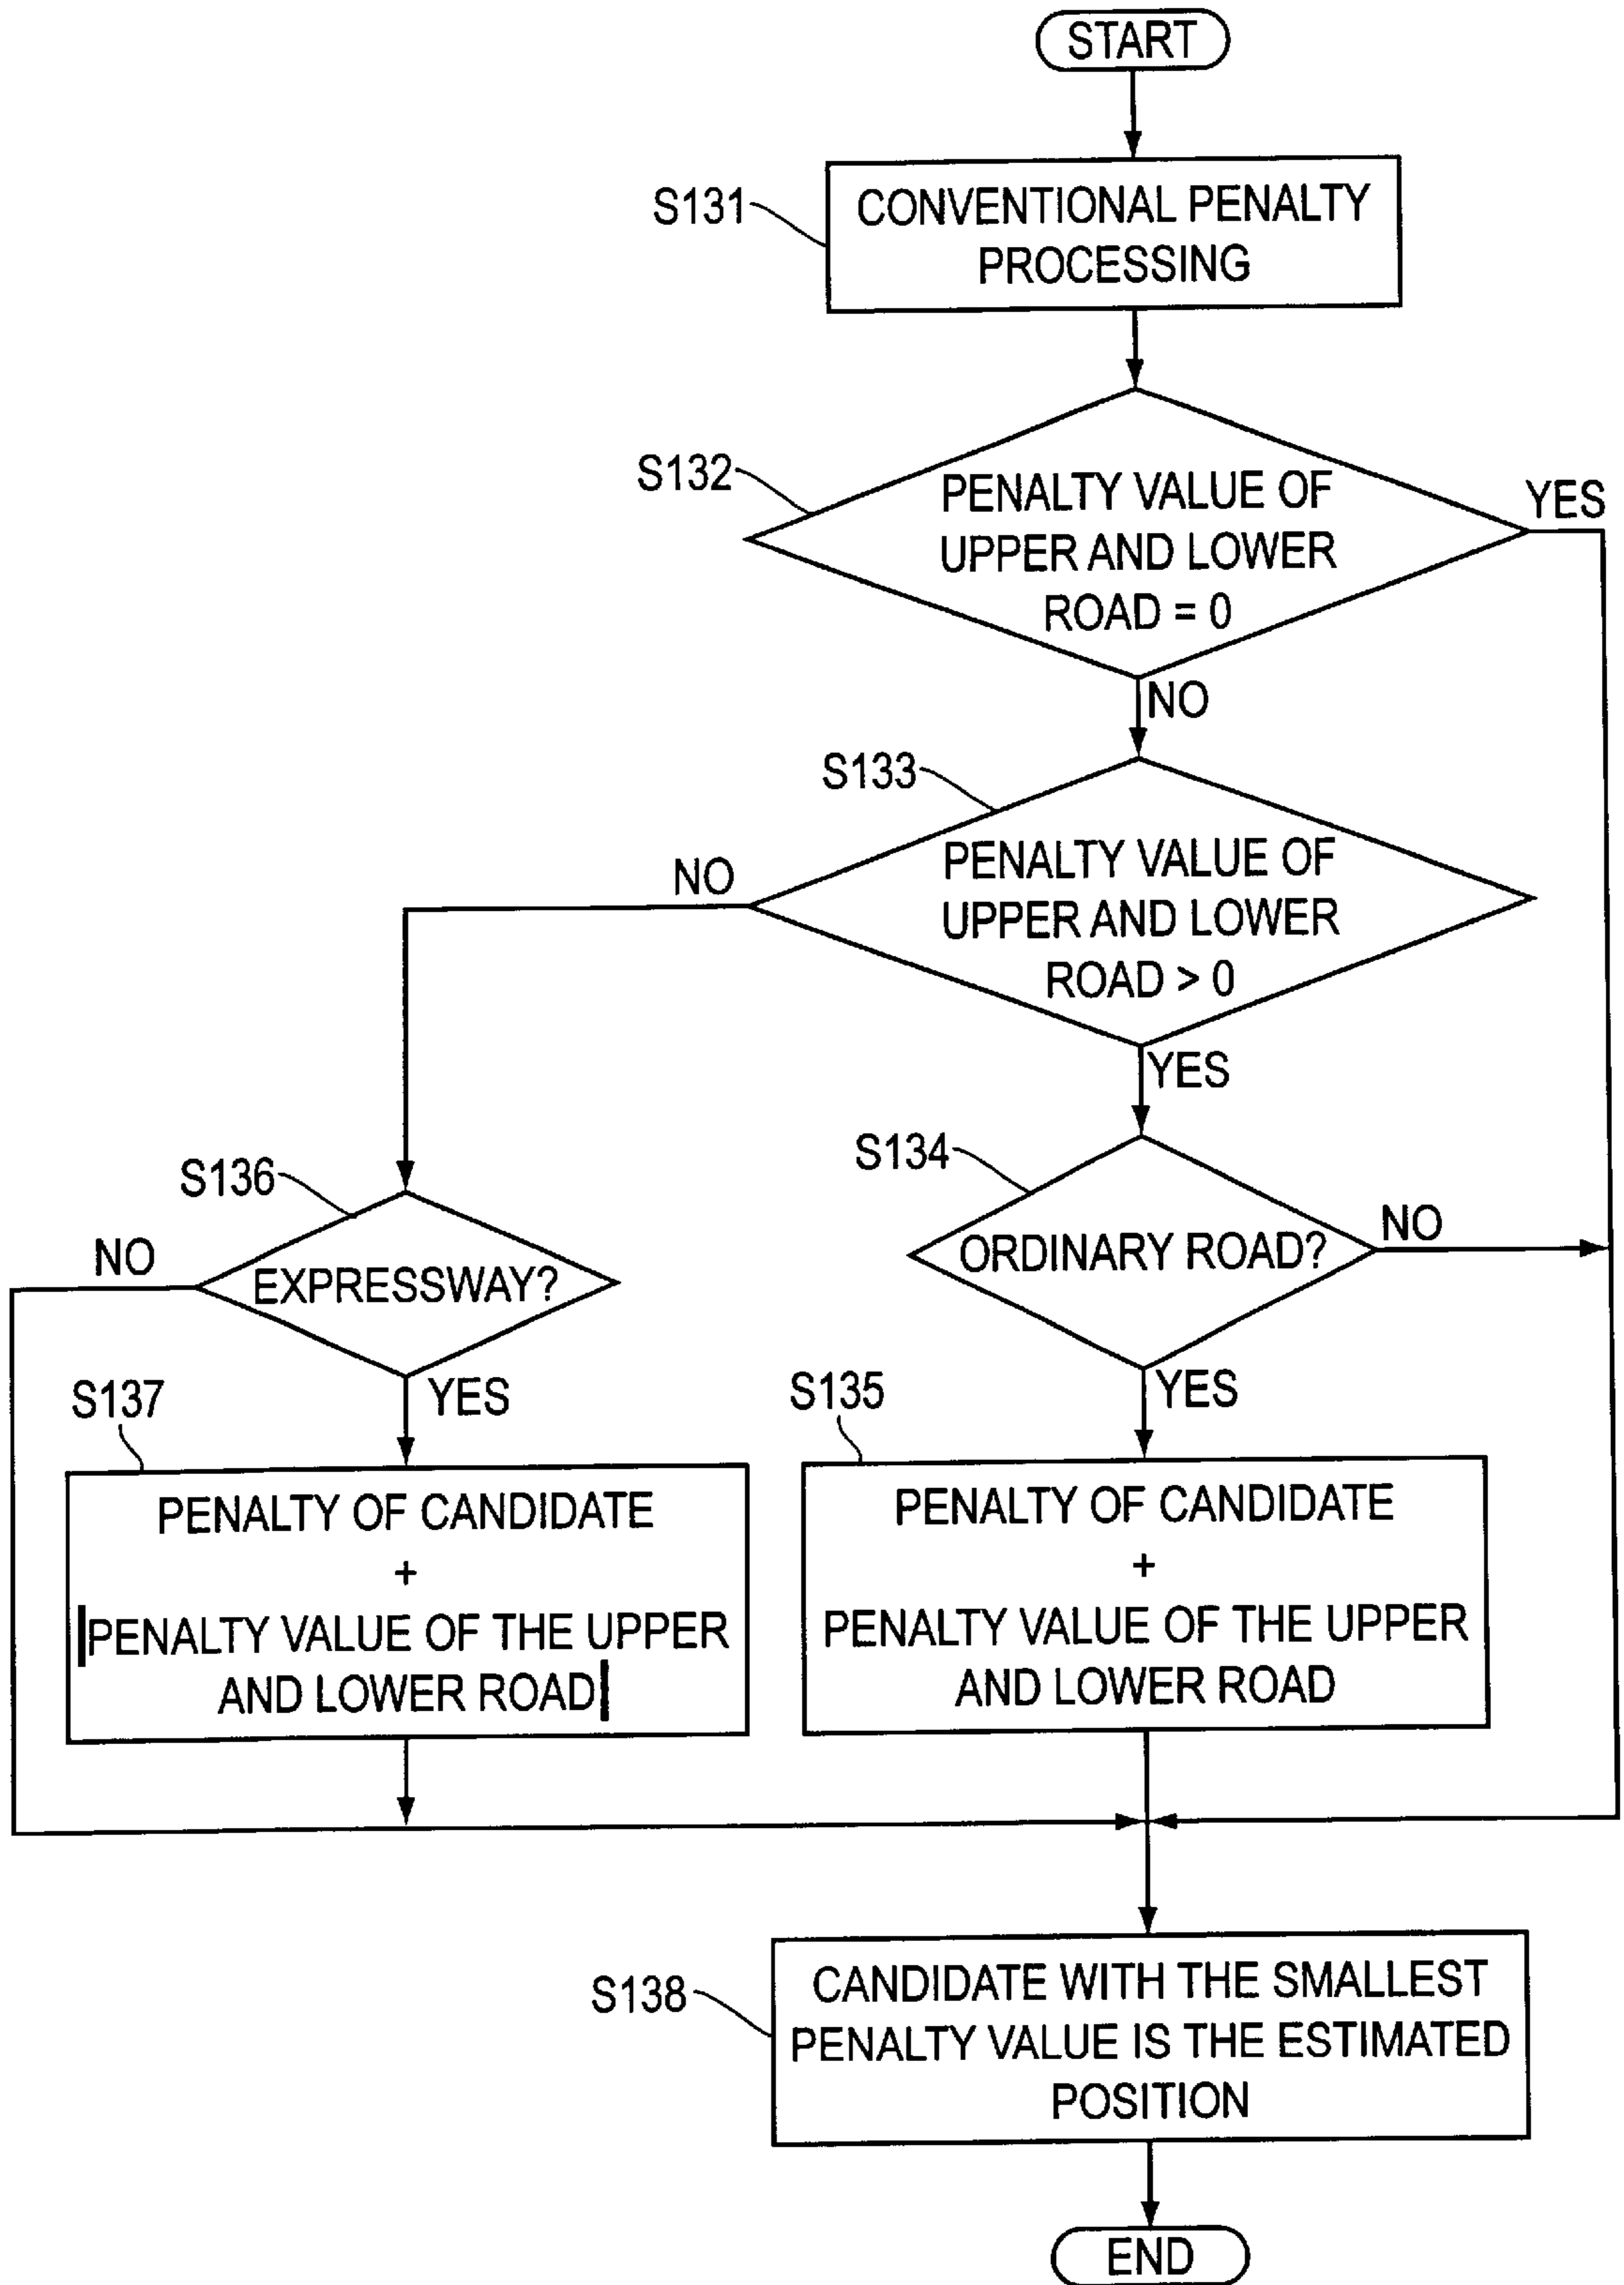 START
S131
CONVENTIONAL PENALTY
PROCESSING
S132
PENALTY VALUE OF
UPPER AND LOWER
ROAD = 0
YES
NO
S133
PENALTY VALUE OF
UPPER AND LOWER
ROAD > 0
NO
YES
S134
ORDINARY ROAD?
NO
S136
EXPRESSWAY?
NO
YES
YES
S137
PENALTY OF CANDIDATE
+
|PENALTY VALUE OF THE UPPER
AND LOWER ROAD|
S135
PENALTY OF CANDIDATE
+
PENALTY VALUE OF THE UPPER
AND LOWER ROAD
S138
CANDIDATE WITH THE SMALLEST
PENALTY VALUE IS THE ESTIMATED
POSITION
END